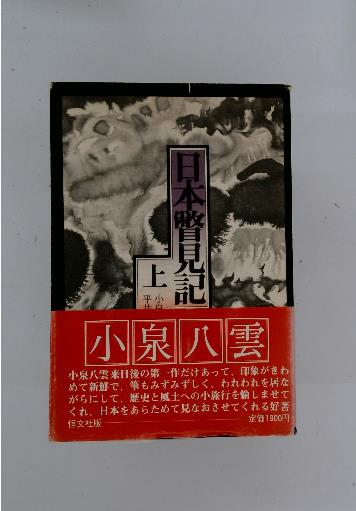 日本瞥見記
上
小泉八雲
小泉八雲来日後の第一作だけあって、印象がきわ
めて新鮮で、筆もみずみずしく、われわれを居な
がらにして、歴史と風土への小旅行を愉しませて
くれ、日本をあらためて見なおさせてくれる好著
恒文社版
定価1900円